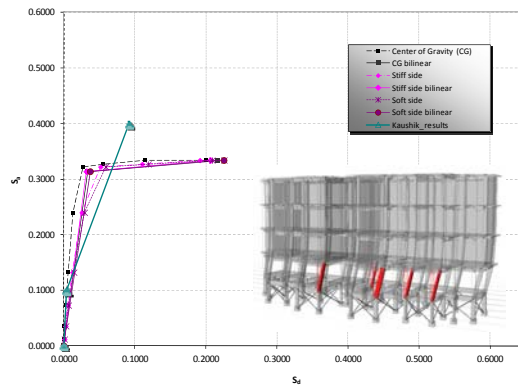 0.6000
0.5000
0.4000
0.3000
0.2000
0.1000
0.0000
Sa
Center of Gravity (CG)
CG bilinear
Stiff side
Stiff side bilinear
Soft side
Soft side bilinear
Kaushik_results
0.0000 0.1000 0.2000 0.3000 0.4000 0.5000 0.6000
Sd